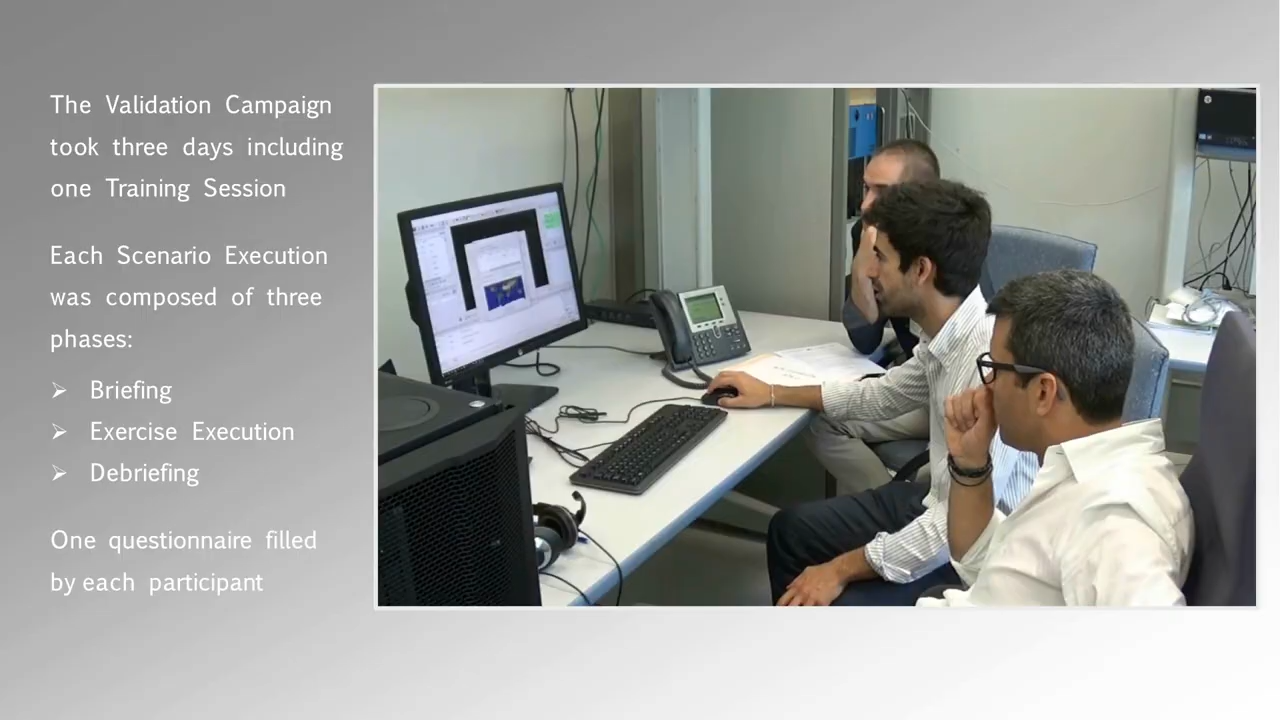 The Validation Campaign
took three days including
one Training Session
Each Scenario Execution
was composed of three
phases:
➢ Briefing
➢ Exercise Execution
➢ Debriefing
One questionnaire filled
by each participant